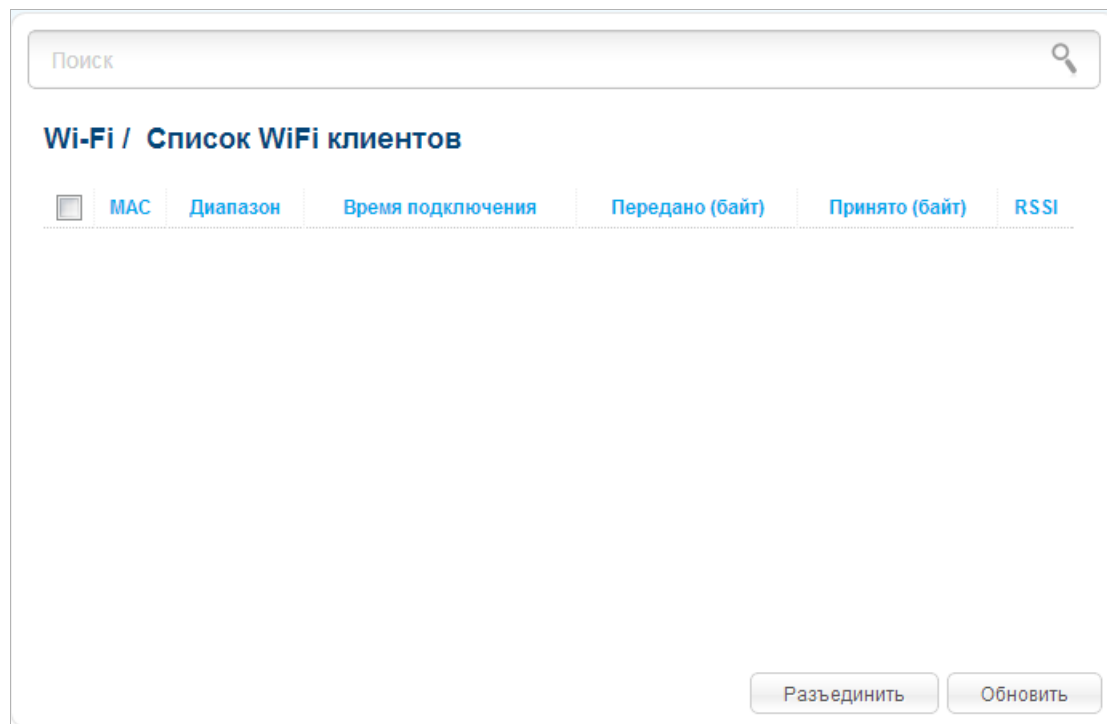 Поиск
Wi-Fi / Список WiFi клиентов
MAC Диапазон Время подключения Передано (байт) Принято (байт) RSSI
Разъединить Обновить